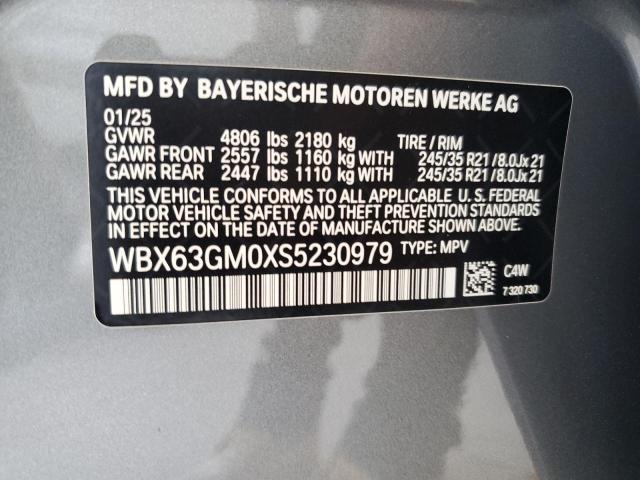 MFD BY BAYERISCHE MOTOREN WERKE AG
01/25
GVWR 4806 lbs 2180 kg TIRE / RIM
GAWR FRONT 2557 lbs 1160 kg WITH 245/35 R21/8.0Jx21
GAWR REAR 2447 lbs 1110 kg WITH 245/35 R21/8.0Jx21
THIS VEHICLE CONFORMS TO ALL APPLICABLE U.S. FEDERAL
MOTOR VEHICLE SAFETY AND THEFT PREVENTION STANDARDS
IN EFFECT ON THE DATE OF MANUFACTURE SHOWN ABOVE.
WBX63GM0XS5230979 TYPE: MPV
C4W
7 320 730